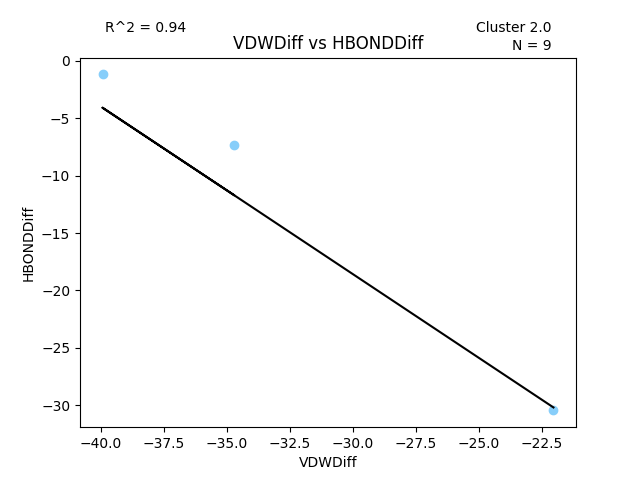 R^2 = 0.94
Cluster 2.0
N = 9
VDWDiff vs HBONDDiff
HBONDDiff
0
−5
−10
−15
−20
−25
−30
−40.0 −37.5 −35.0 −32.5 −30.0 −27.5 −25.0 −22.5
VDWDiff